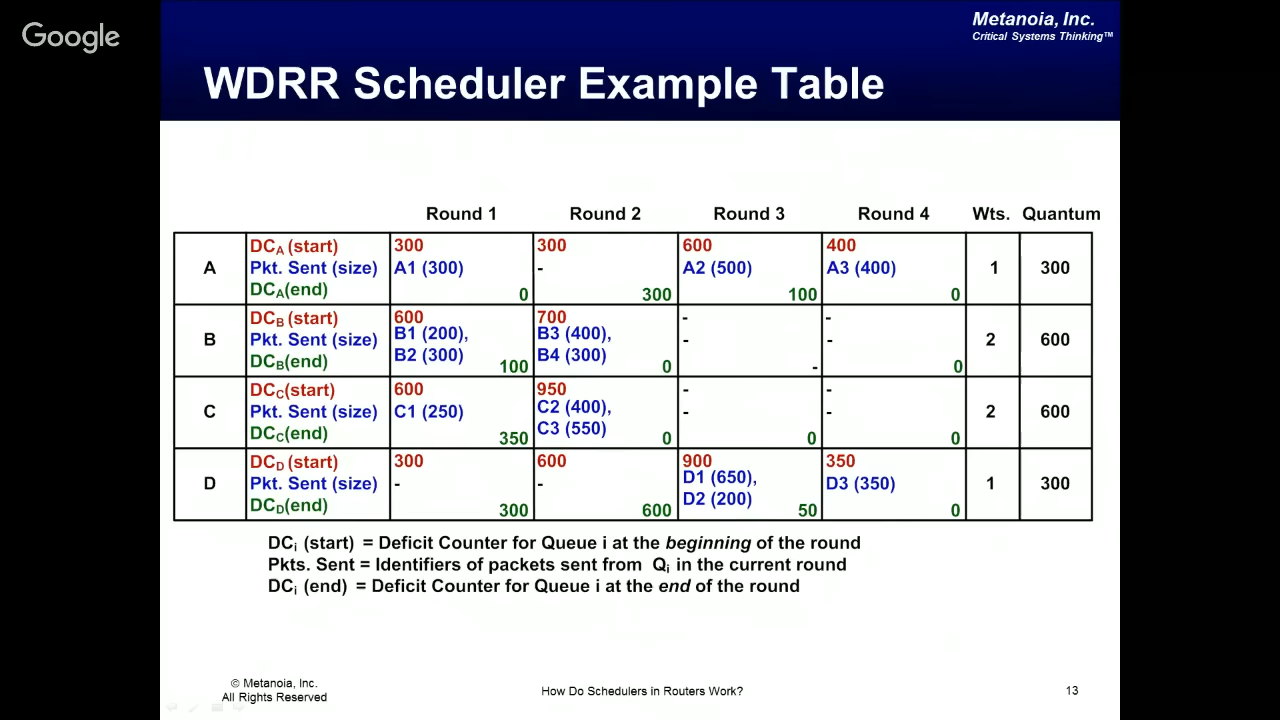 Google
Metanoia, Inc.
Critical Systems Thinking™
WDRR Scheduler Example Table
Round 1 Round 2 Round 3 Round 4 Wts. Quantum
A
DCA (start) 300 300 600 400
Pkt. Sent (size) A1 (300) - A2 (500) A3 (400) 1 300
DCA(end) 0 300 100 0
B
DCB (start) 600 700 - -
Pkt. Sent (size) B1 (200), B2 (300) B3 (400), B4 (300) - - 2 600
DCB(end) 100 0 - 0
C
DCC(start) 600 950 - -
Pkt. Sent (size) C1 (250) C2 (400), C3 (550) - - 2 600
DCC(end) 350 0 0 0
D
DCD (start) 300 600 900 350
Pkt. Sent (size) - - D1 (650), D2 (200) D3 (350) 1 300
DCD(end) 300 600 50 0
DCi (start) = Deficit Counter for Queue i at the beginning of the round
Pkts. Sent = Identifiers of packets sent from Qi in the current round
DCi (end) = Deficit Counter for Queue i at the end of the round
© Metanoia, Inc.
All Rights Reserved
How Do Schedulers in Routers Work?
13